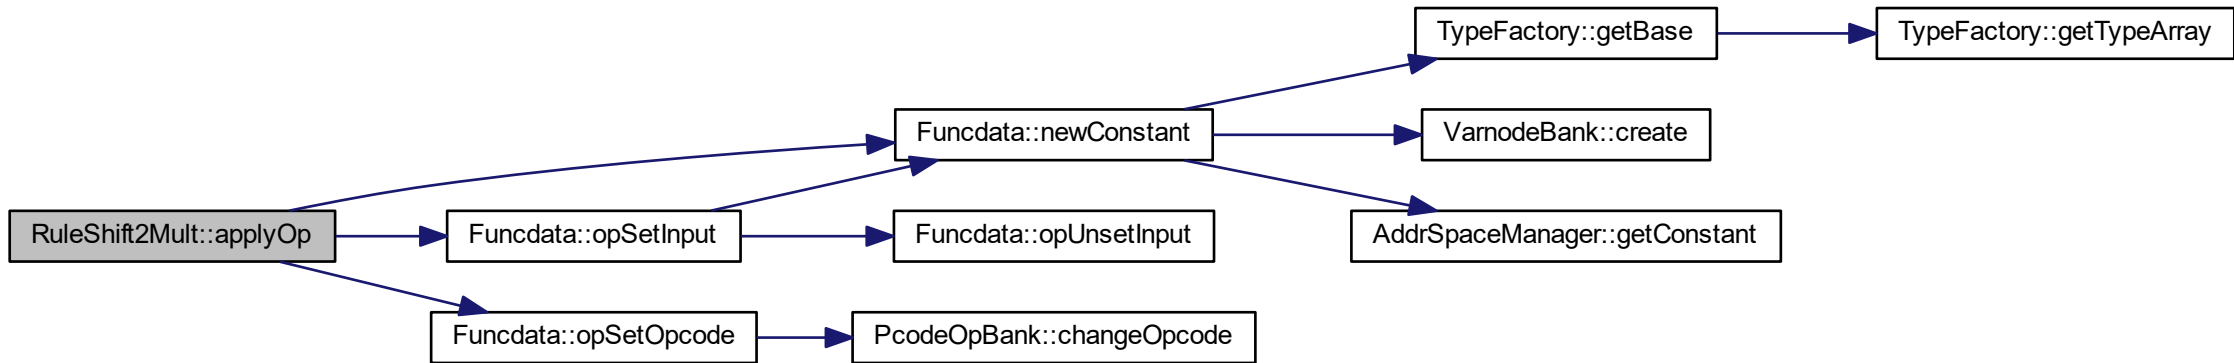 TypeFactory::getBase
TypeFactory::getTypeArray
Funcdata::newConstant
VarnodeBank::create
RuleShift2Mult::applyOp
Funcdata::opSetInput
Funcdata::opUnsetInput
AddrSpaceManager::getConstant
Funcdata::opSetOpcode
PcodeOpBank::changeOpcode